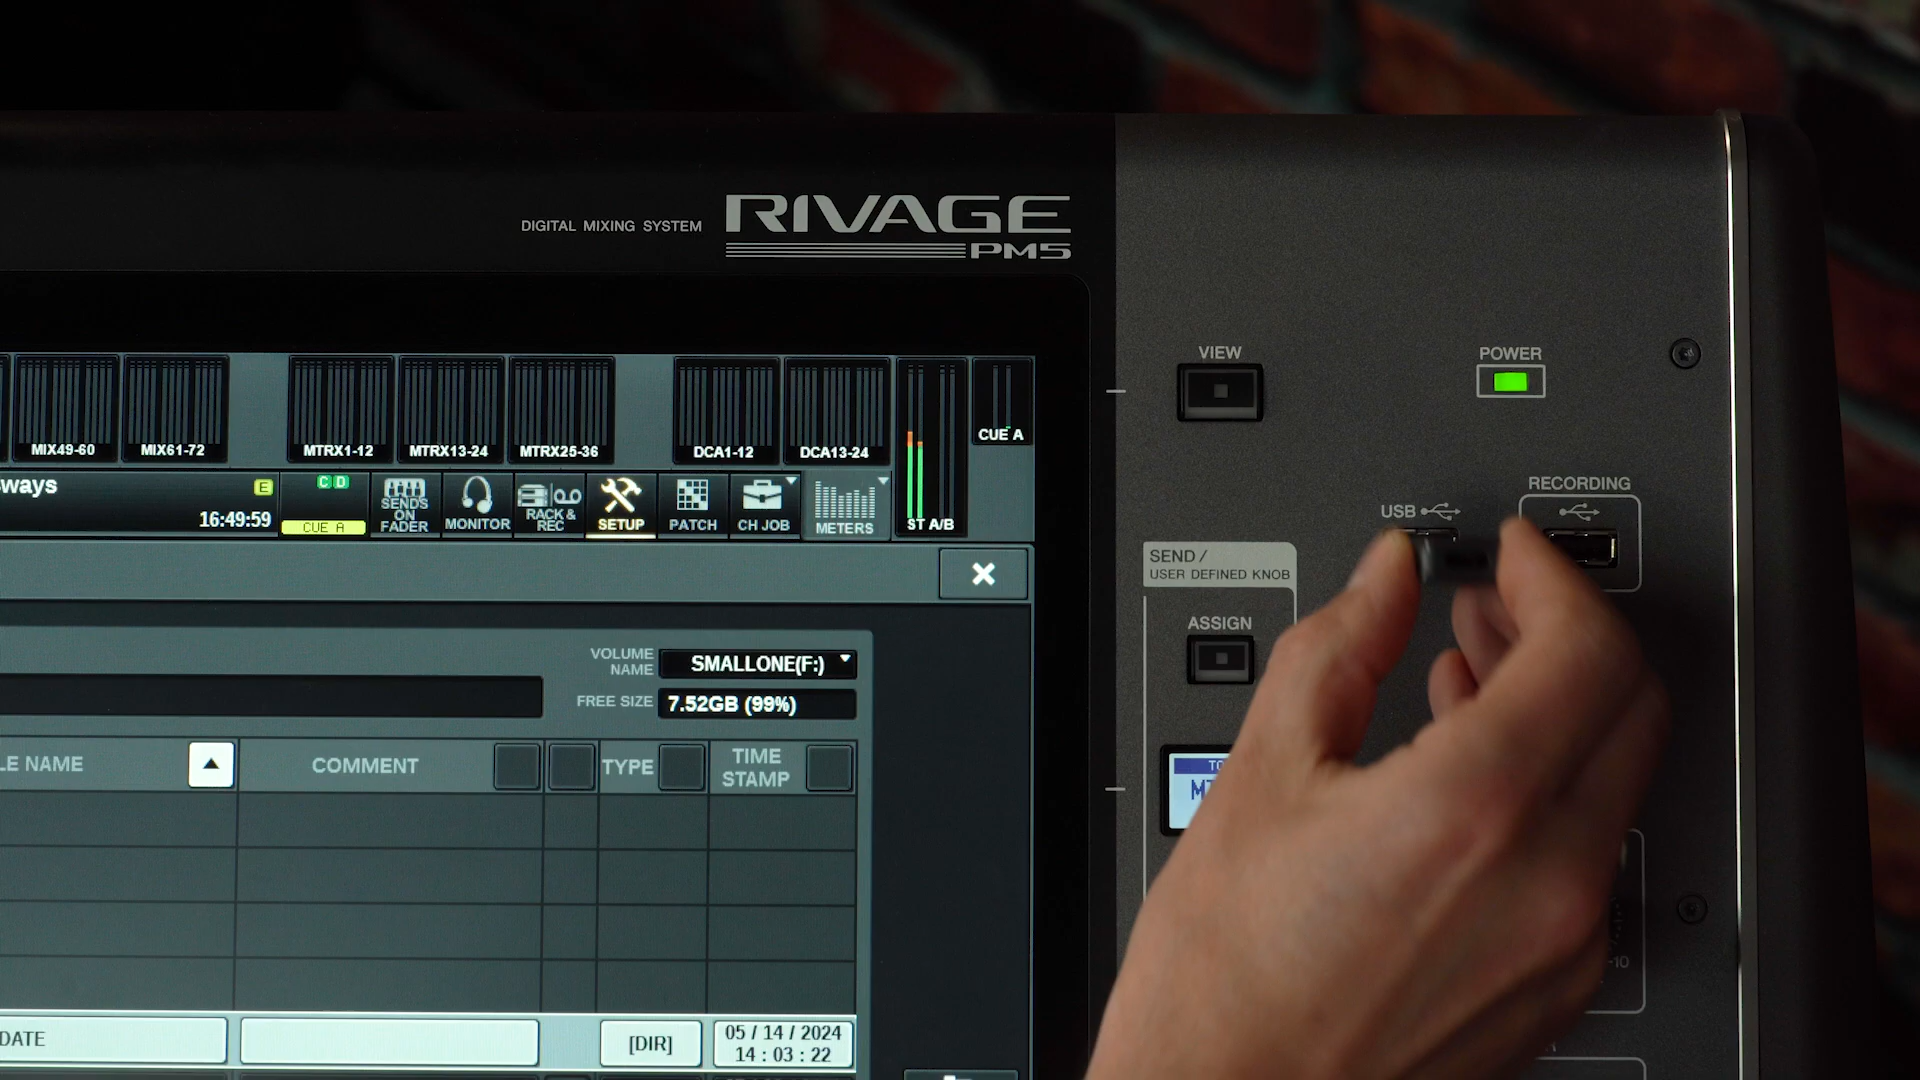 DIGITAL MIXING SYSTEM
RIVAGE
PM5
VIEW
POWER
MIX49-60
MIX61-72
MTRX1-12
MTRX13-24
MTRX25-36
DCA1-12
DCA13-24
CUE A
E
16:49:59
C D
CUE A
SENDS
ON
FADER
MONITOR
RACK &
REC
SETUP
PATCH
CH JOB
METERS
ST A/B
USB
RECORDING
SEND /
USER DEFINED KNOB
ASSIGN
VOLUME
NAME
SMALLONE(F:)
FREE SIZE
7.52GB (99%)
NAME
COMMENT
TYPE
TIME
STAMP
[DIR]
05 / 14 / 2024
14 : 03 : 22
-10